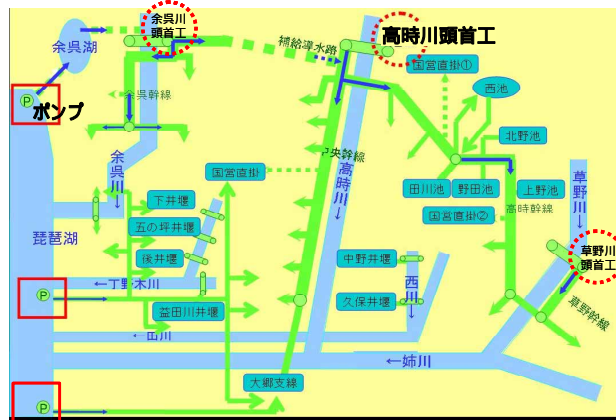 余呉川
頭首工
高時川頭首工
余呉湖
補給導水路
国営直掛①
西池
P
ポンプ
呉幹線
北野池
余呉川↓
国営直掛
央幹線
高時川↓
田川池
野田池
上野池
草野川↓
下井堰
国営直掛②
高時幹線
琵琶湖
五の坪井堰
後井堰
中野井堰
草野川
頭首工
←丁野木川
西川↓
P
益田川井堰
久保井堰
草野幹線
←田川
←姉川
大郷支線
P